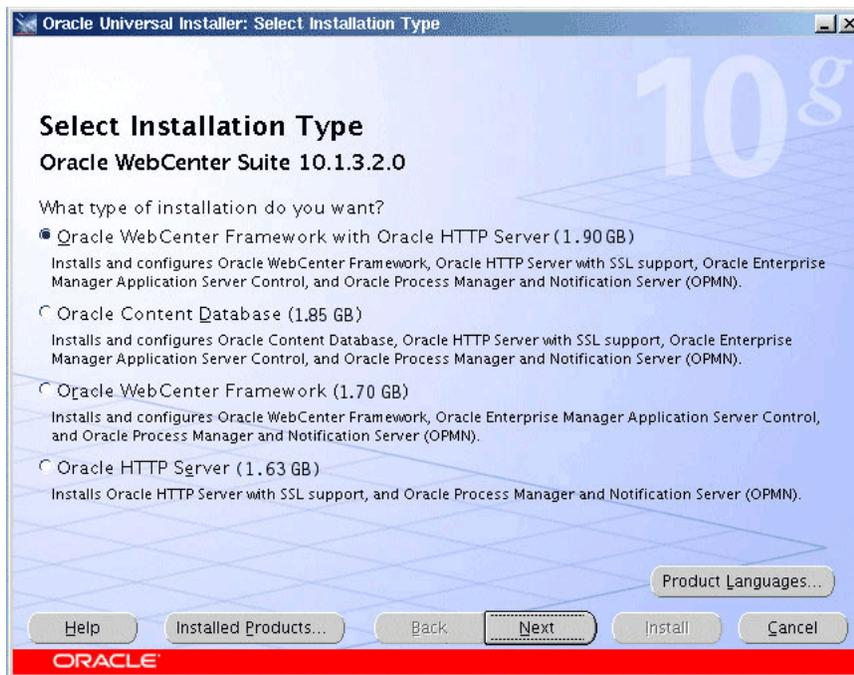 Oracle Universal Installer: Select Installation Type
10g
Select Installation Type
Oracle WebCenter Suite 10.1.3.2.0
What type of installation do you want?
Oracle WebCenter Framework with Oracle HTTP Server (1.90 GB)
Installs and configures Oracle WebCenter Framework, Oracle HTTP Server with SSL support, Oracle Enterprise
Manager Application Server Control, and Oracle Process Manager and Notification Server (OPMN).
Oracle Content Database (1.85 GB)
Installs and configures Oracle Content Database, Oracle HTTP Server with SSL support, Oracle Enterprise
Manager Application Server Control, and Oracle Process Manager and Notification Server (OPMN).
Oracle WebCenter Framework (1.70 GB)
Installs and configures Oracle WebCenter Framework, Oracle Enterprise Manager Application Server Control,
and Oracle Process Manager and Notification Server (OPMN).
Oracle HTTP Server (1.63 GB)
Installs Oracle HTTP Server with SSL support, and Oracle Process Manager and Notification Server (OPMN).
Product Languages...
Help Installed Products... Back Next Install Cancel
ORACLE